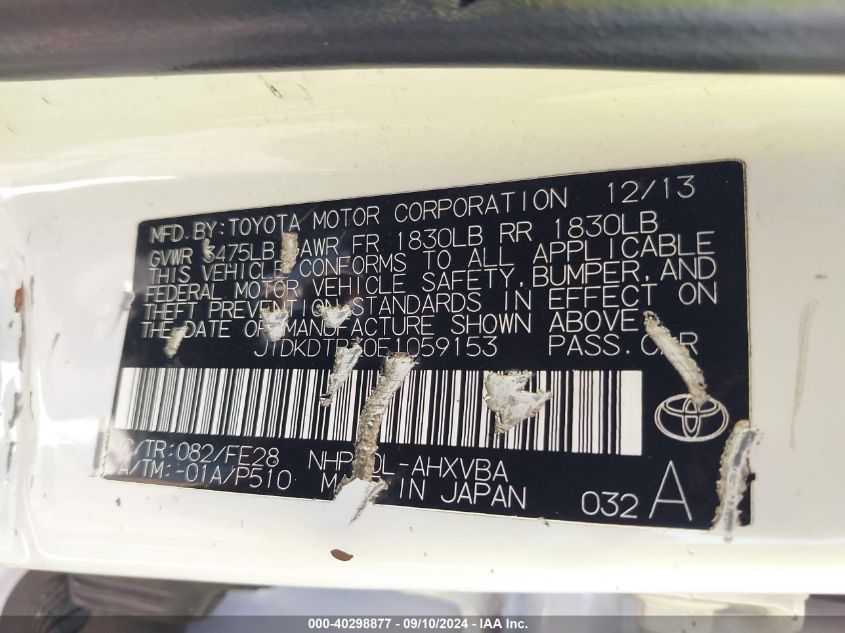 MFD. BY: TOYOTA MOTOR CORPORATION 12/13
GVWR 3475LB GAWR FR 1830LB RR 1830LB
THIS VEHICLE CONFORMS TO ALL APPLICABLE
FEDERAL MOTOR VEHICLE SAFETY, BUMPER, AND
THEFT PREVENTION STANDARDS IN EFFECT ON
THE DATE OF MANUFACTURE SHOWN ABOVE.
PASS. CAR
/TR: 082/FE28 AHXVBA
A/TM: -01A/P510 MADE IN JAPAN 032 A
000-40298877 - 09/10/2024 - IAA Inc.